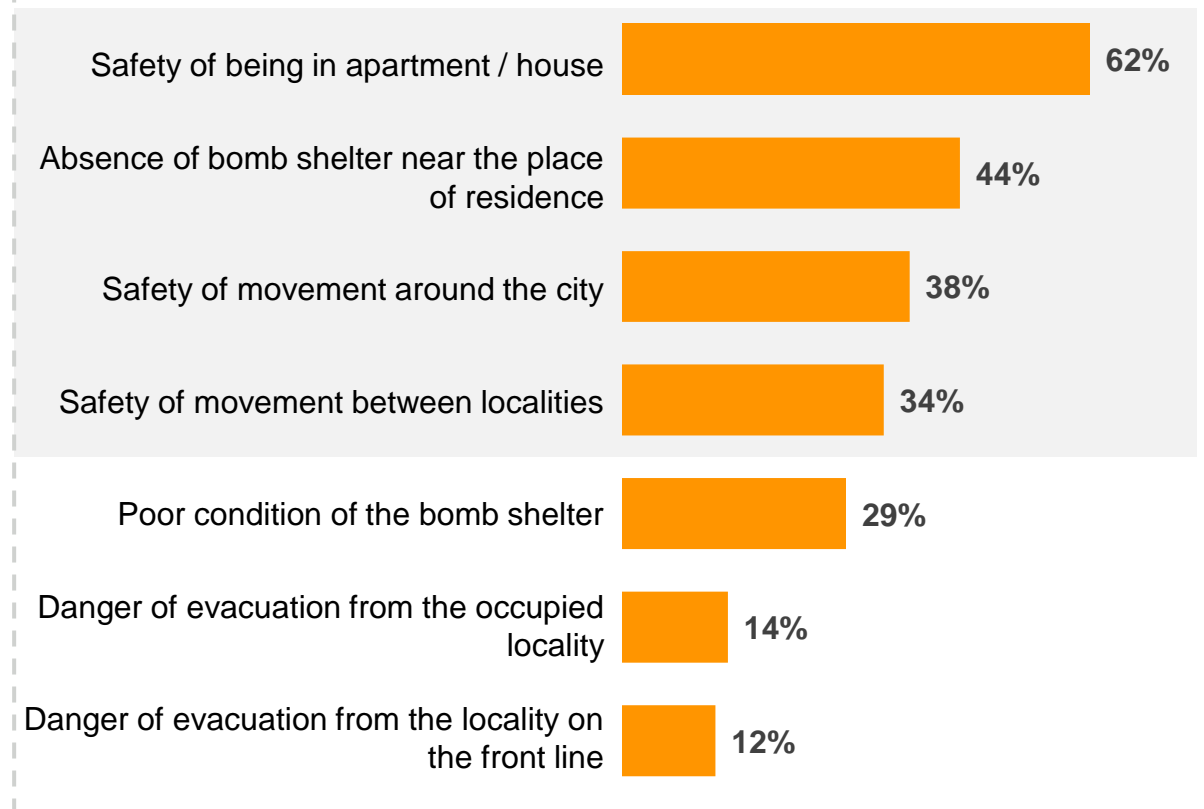 Safety of being in apartment / house
62%
Absence of bomb shelter near the place
of residence
44%
Safety of movement around the city
38%
Safety of movement between localities
34%
Poor condition of the bomb shelter
29%
Danger of evacuation from the occupied
locality
14%
Danger of evacuation from the locality on
the front line
12%